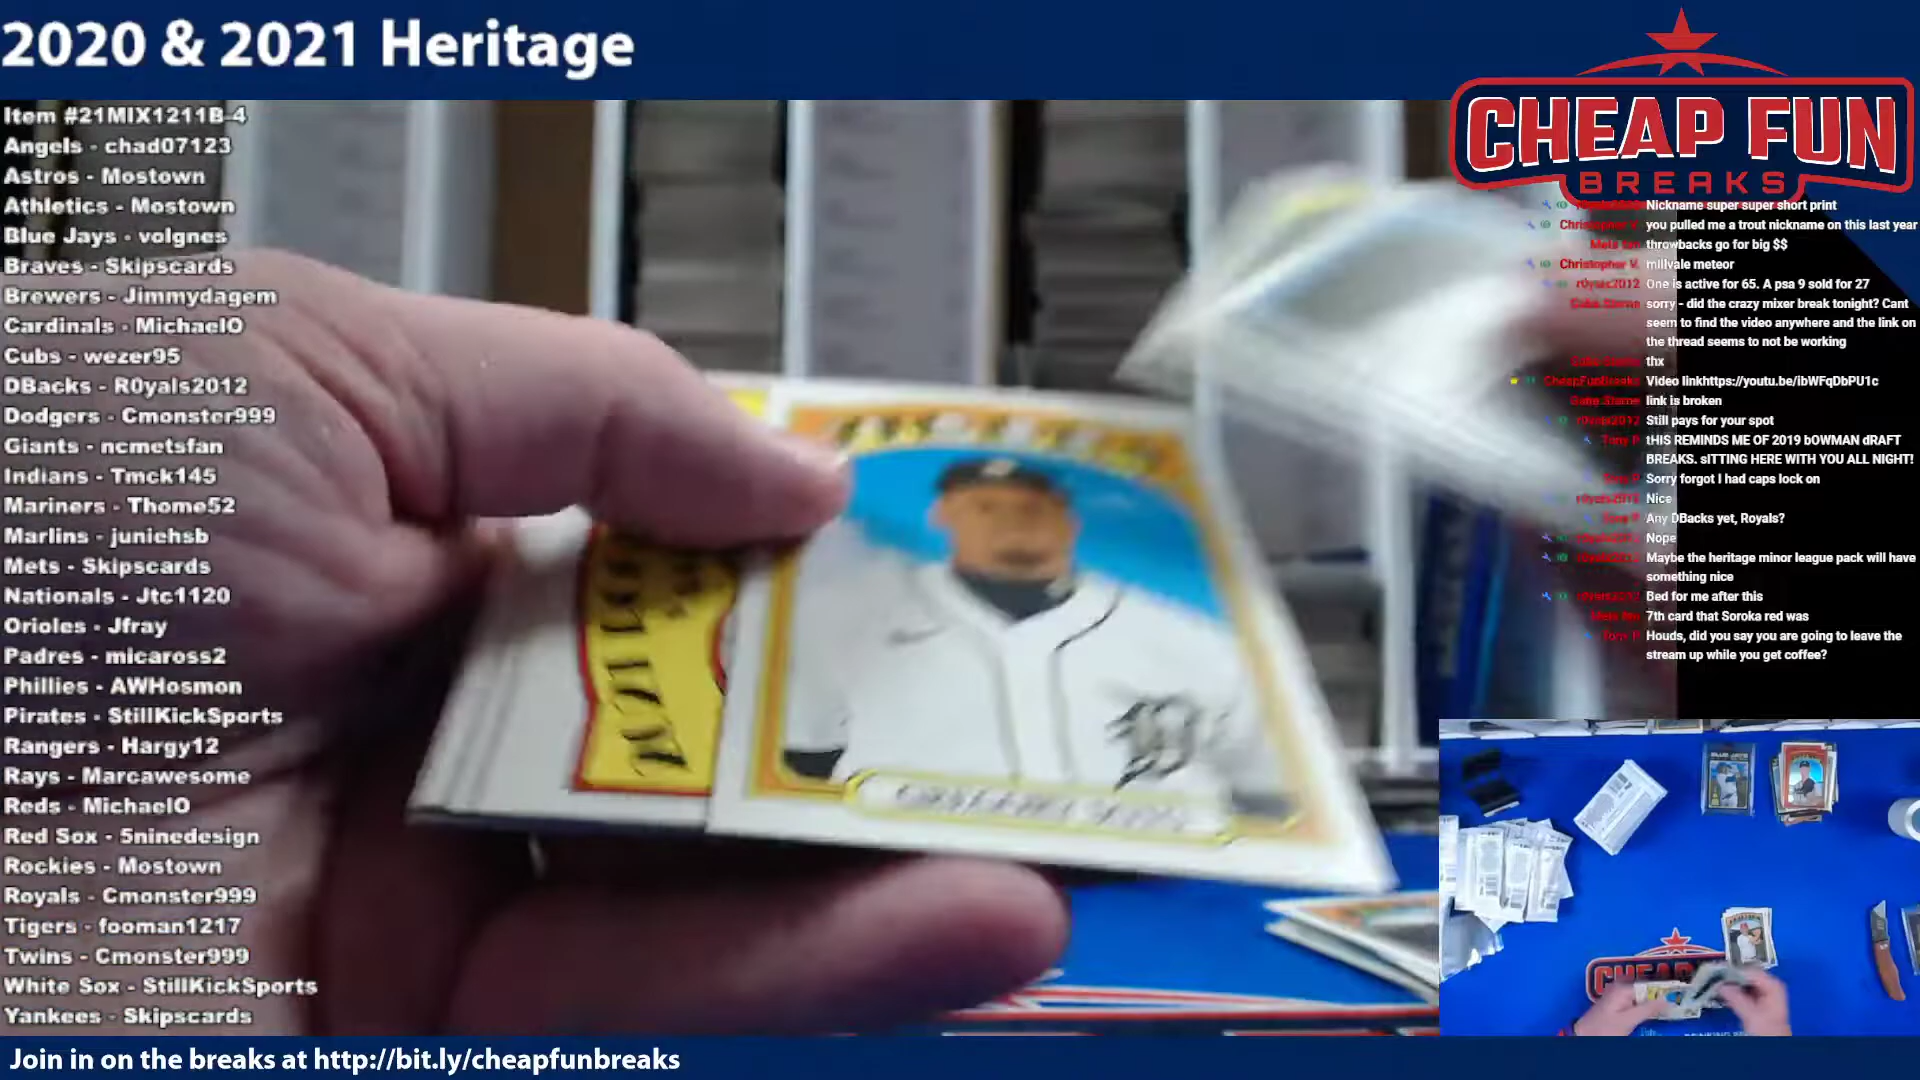 2020 & 2021 Heritage
Item #21MIX1211B-4
Angels - chad07123
Astros - Mostown
Athletics - Mostown
Blue Jays - volgnes
Braves - Skipscards
Brewers - Jimmydagem
Cardinals - MichaelO
Cubs - wezer95
DBacks - R0yals2012
Dodgers - Cmonster999
Giants - ncmetsfan
Indians - Tmck145
Mariners - Thome52
Marlins - juniehsb
Mets - Skipscards
Nationals - Jtc1120
Orioles - Jfray
Padres - micaross2
Phillies - AWHosmon
Pirates - StillKickSports
Rangers - Hargy12
Rays - Marcawesome
Reds - MichaelO
Red Sox - 5ninedesign
Rockies - Mostown
Royals - Cmonster999
Tigers - fooman1217
Twins - Cmonster999
White Sox - StillKickSports
Yankees - Skipscards
Join in on the breaks at http://bit.ly/cheapfunbreaks
CHEAP FUN
BREAKS
Nickname super super short print
Christopher V. you pulled me a trout nickname on this last year
throwbacks go for big $$
Christopher V. millvale meteor
r0yals2012 One is active for 65. A psa 9 sold for 27
sorry - did the crazy mixer break tonight? Cant
seem to find the video anywhere and the link on
the thread seems to not be working
thx
CheapFunBreaks Video linkhttps://youtu.be/ibWFqDbPU1c
link is broken
r0yals2012 Still pays for your spot
Tony P. tHIS REMINDS ME OF 2019 bOWMAN dRAFT
BREAKS. sITTING HERE WITH YOU ALL NIGHT!
Sorry forgot I had caps lock on
r0yals2012 Nice
Any DBacks yet, Royals?
r0yals2012 Nope
r0yals2012 Maybe the heritage minor league pack will have
something nice
r0yals2012 Bed for me after this
7th card that Soroka red was
Tony P. Houds, did you say you are going to leave the
stream up while you get coffee?